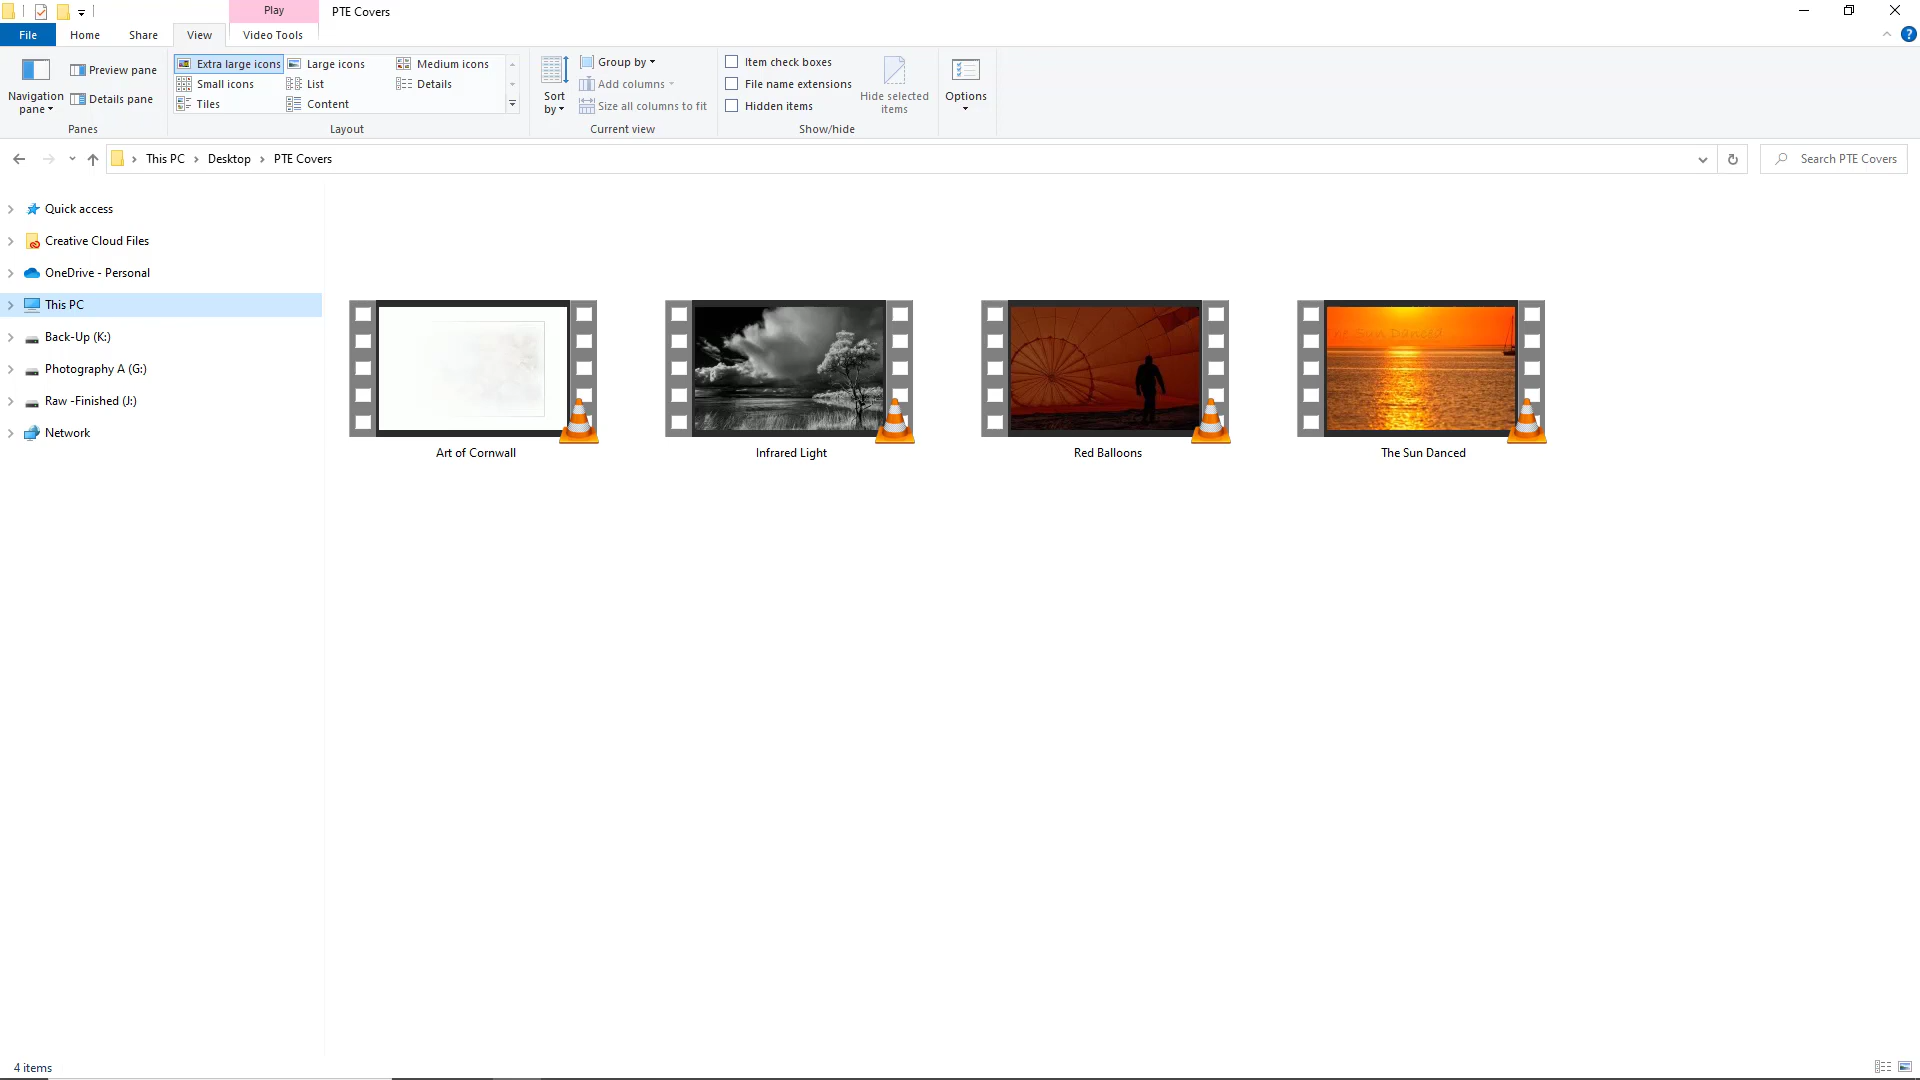 Play
PTE Covers
File
Home
Share
View
Video Tools
?
Navigation
pane
Preview pane
Details pane
Panes
Extra large icons
Large icons
Medium icons
Small icons
List
Details
Tiles
Content
Layout
Sort
by
Group by
Add columns
Size all columns to fit
Current view
Item check boxes
File name extensions
Hidden items
Hide selected
items
Show/hide
Options
This PC
Desktop
PTE Covers
Search PTE Covers
Quick access
Creative Cloud Files
OneDrive - Personal
This PC
Back-Up (K:)
Photography A (G:)
Raw -Finished (J:)
Network
Sun Danced
Art of Cornwall
Infrared Light
Red Balloons
The Sun Danced
4 items